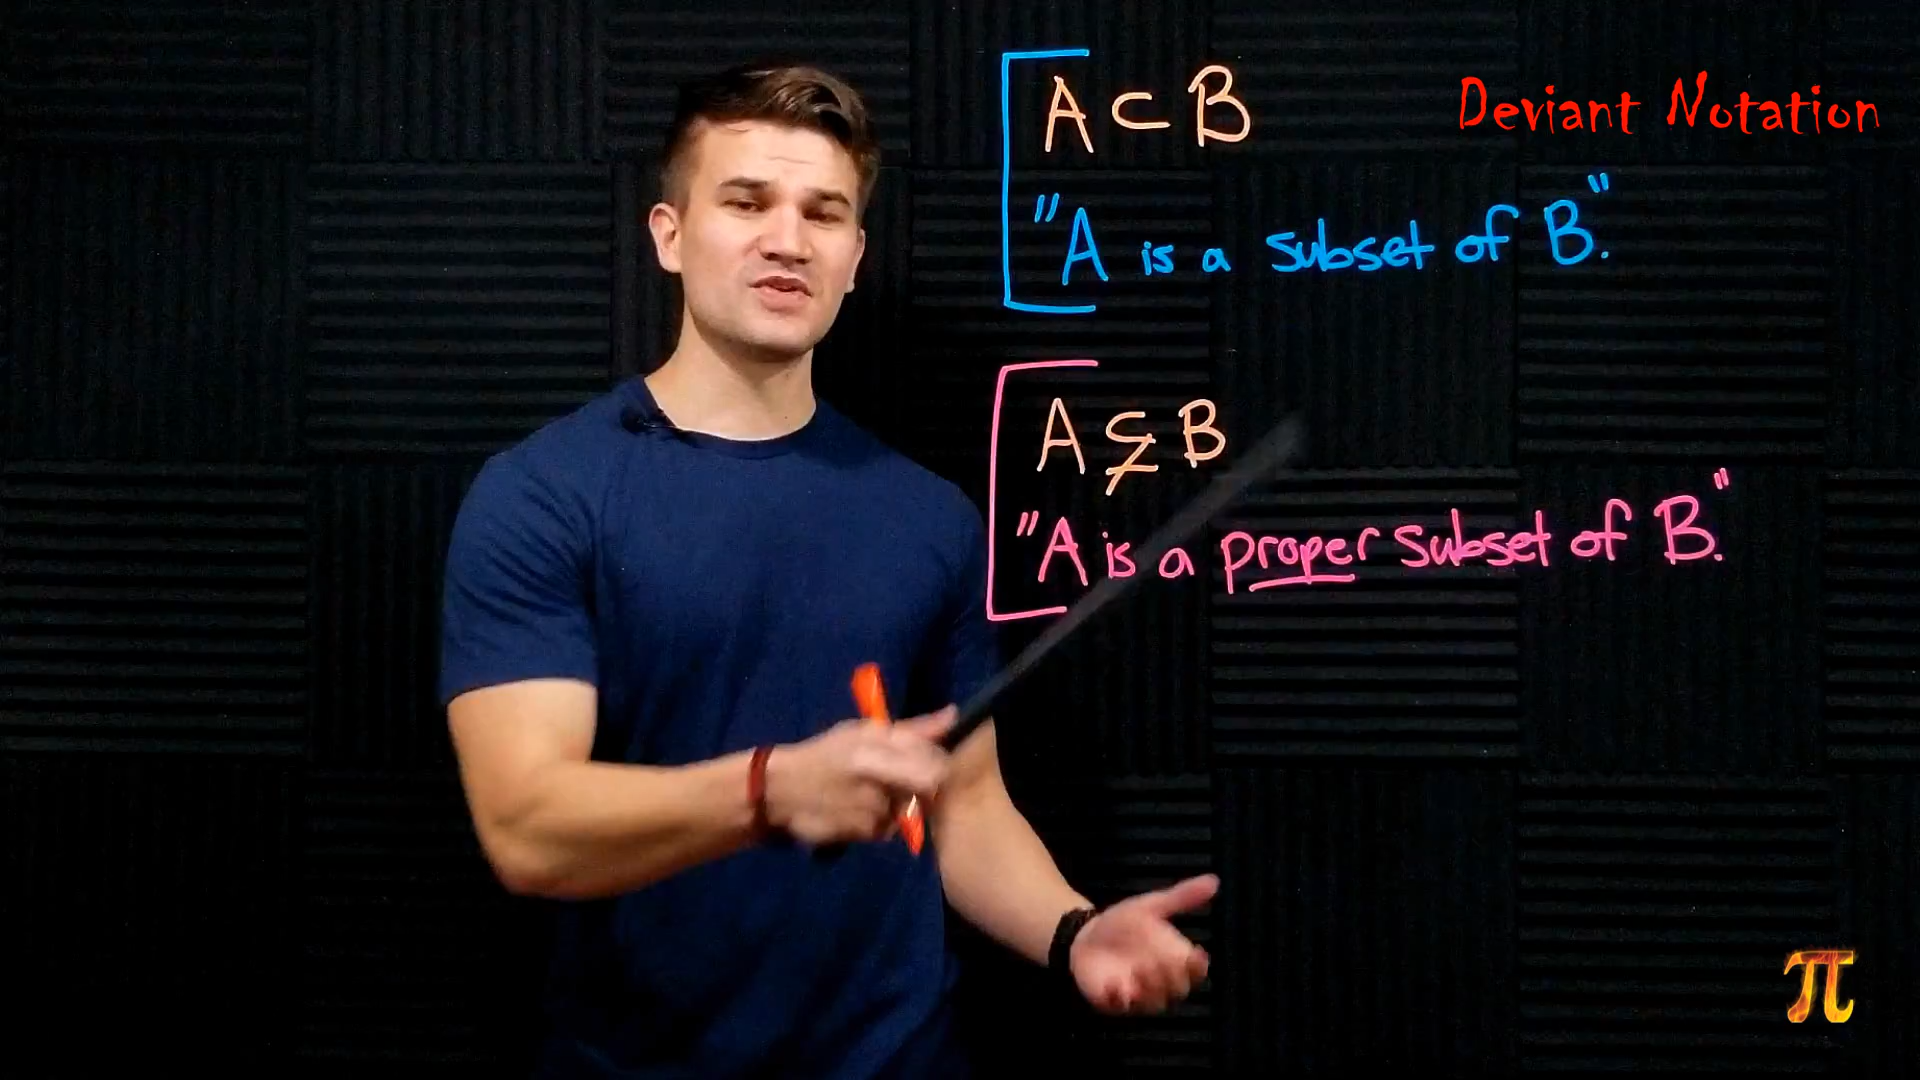 A ⊂ B
Deviant Notation
"A is a subset of B."
A ⊊ B
"A is a proper subset of B."
π